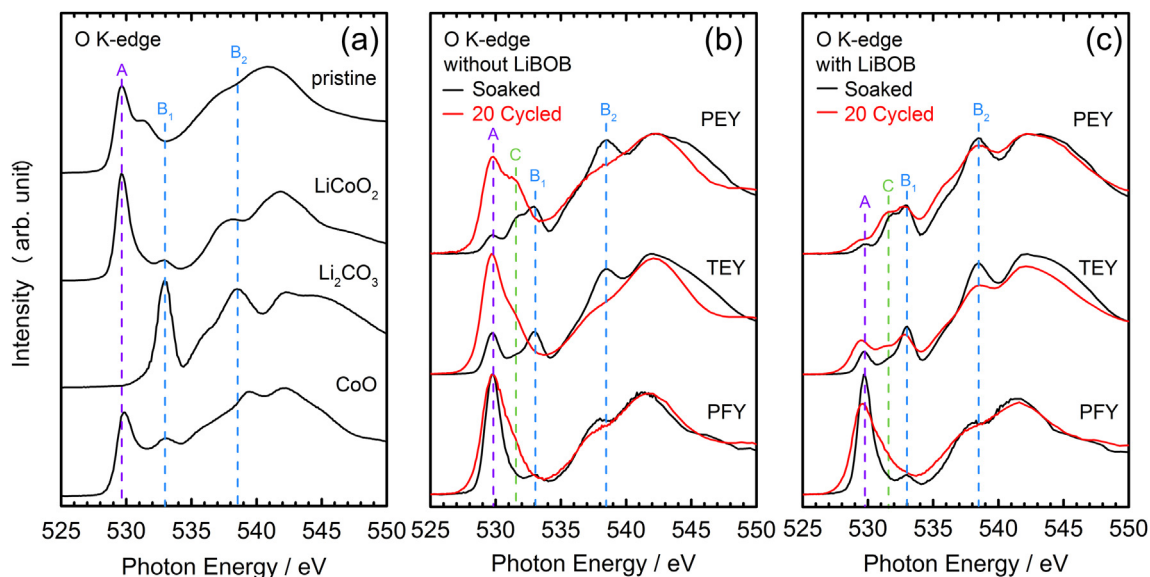 (a)
O K-edge
A
B1
B2
pristine
LiCoO2
Li2CO3
CoO
525 530 535 540 545 550
Photon Energy / eV
Intensity ( arb. unit)
(b)
O K-edge
without LiBOB
Soaked
20 Cycled
A
C
B1
B2
PEY
TEY
PFY
525 530 535 540 545 550
Photon Energy / eV
(c)
O K-edge
with LiBOB
Soaked
20 Cycled
A
C
B1
B2
PEY
TEY
PFY
525 530 535 540 545 550
Photon Energy / eV